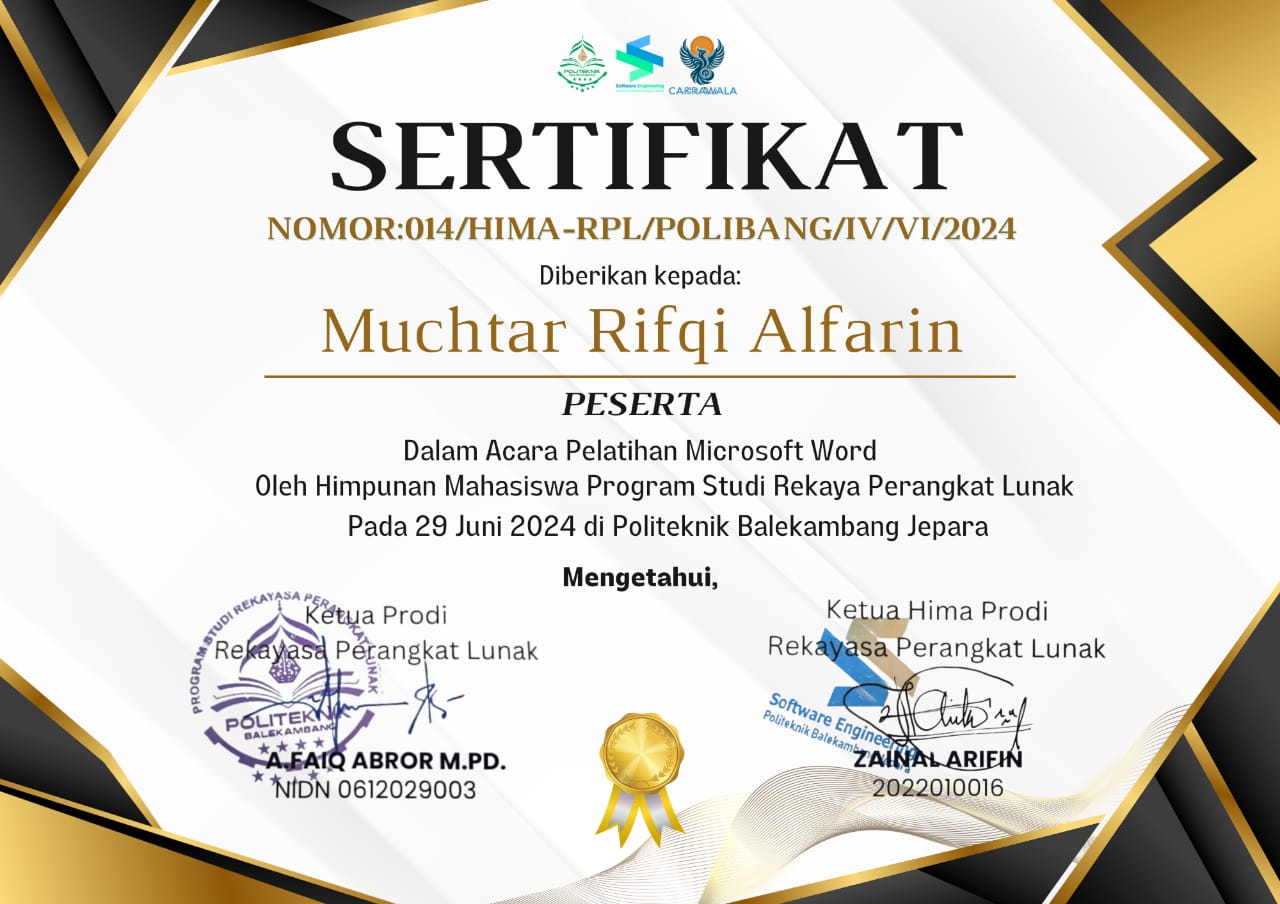 POLITEKNIK
Software Engineering
CAKRAWALA
SERTIFIKAT
NOMOR:014/HIMA-RPL/POLIBANG/IV/VI/2024
Diberikan kepada:
Muchtar Rifqi Alfarin
PESERTA
Dalam Acara Pelatihan Microsoft Word
Oleh Himpunan Mahasiswa Program Studi Rekaya Perangkat Lunak
Pada 29 Juni 2024 di Politeknik Balekambang Jepara
Mengetahui,
Ketua Prodi
Rekayasa Perangkat Lunak
PROGRAM STUDI REKAYASA PERANGKAT LUNAK
POLITEKNIK
BALEKAMBANG
A.FAIQ ABROR M.PD.
NIDN 0612029003
Ketua Hima Prodi
Rekayasa Perangkat Lunak
Software Engineering
Politeknik Balekambang
ZAINAL ARIFIN
2022010016